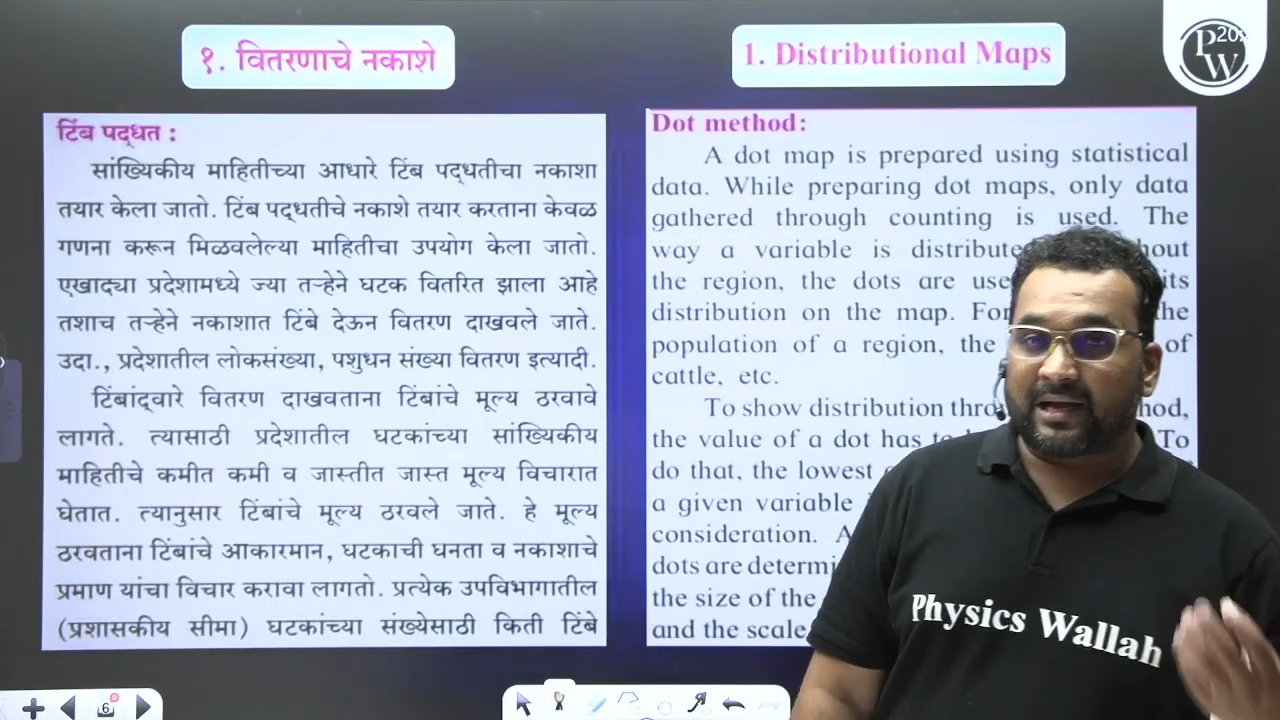 १. वितरणाचे नकाशे
टिंब पद्धत :
सांख्यिकीय माहितीच्या आधारे टिंब पद्धतीचा नकाशा
तयार केला जातो. टिंब पद्धतीचे नकाशे तयार करताना केवळ
गणना करून मिळवलेल्या माहितीचा उपयोग केला जातो.
एखाद्या प्रदेशामध्ये ज्या तऱ्हेने घटक वितरित झाला आहे
तशाच तऱ्हेने नकाशात टिंबे देऊन वितरण दाखवले जाते.
उदा., प्रदेशातील लोकसंख्या, पशुधन संख्या वितरण इत्यादी.
टिंबांद्वारे वितरण दाखवताना टिंबांचे मूल्य ठरवावे
लागते. त्यासाठी प्रदेशातील घटकांच्या सांख्यिकीय
माहितीचे कमीत कमी व जास्तीत जास्त मूल्य विचारात
घेतात. त्यानुसार टिंबांचे मूल्य ठरवले जाते. हे मूल्य
ठरवताना टिंबांचे आकारमान, घटकाची घनता व नकाशाचे
प्रमाण यांचा विचार करावा लागतो. प्रत्येक उपविभागातील
(प्रशासकीय सीमा) घटकांच्या संख्येसाठी किती टिंबे
1. Distributional Maps
Dot method:
A dot map is prepared using statistical
data. While preparing dot maps, only data
gathered through counting is used. The
way a variable is
the region, the dots are its
distribution on the map. the
population of a region, the of
cattle, etc.
To show distribution
the value of a dot has To
do that, the lowest
a given variable
consideration.
dots are
the size of the
and the scale
PW
Physics Wallah
6